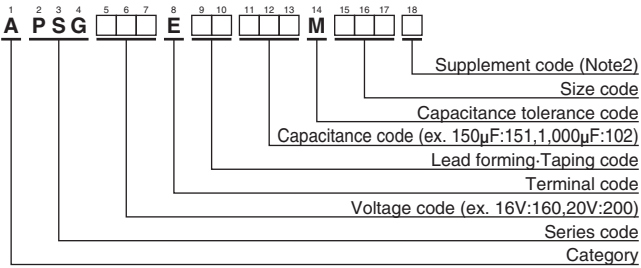 1 2 3 4 5 6 7 8 9 10 11 12 13 14 15 16 17 18
A P S G E M
Supplement code (Note2)
Size code
Capacitance tolerance code
Capacitance code (ex. 150μF:151,1,000μF:102)
Lead forming·Taping code
Terminal code
Voltage code (ex. 16V:160,20V:200)
Series code
Category